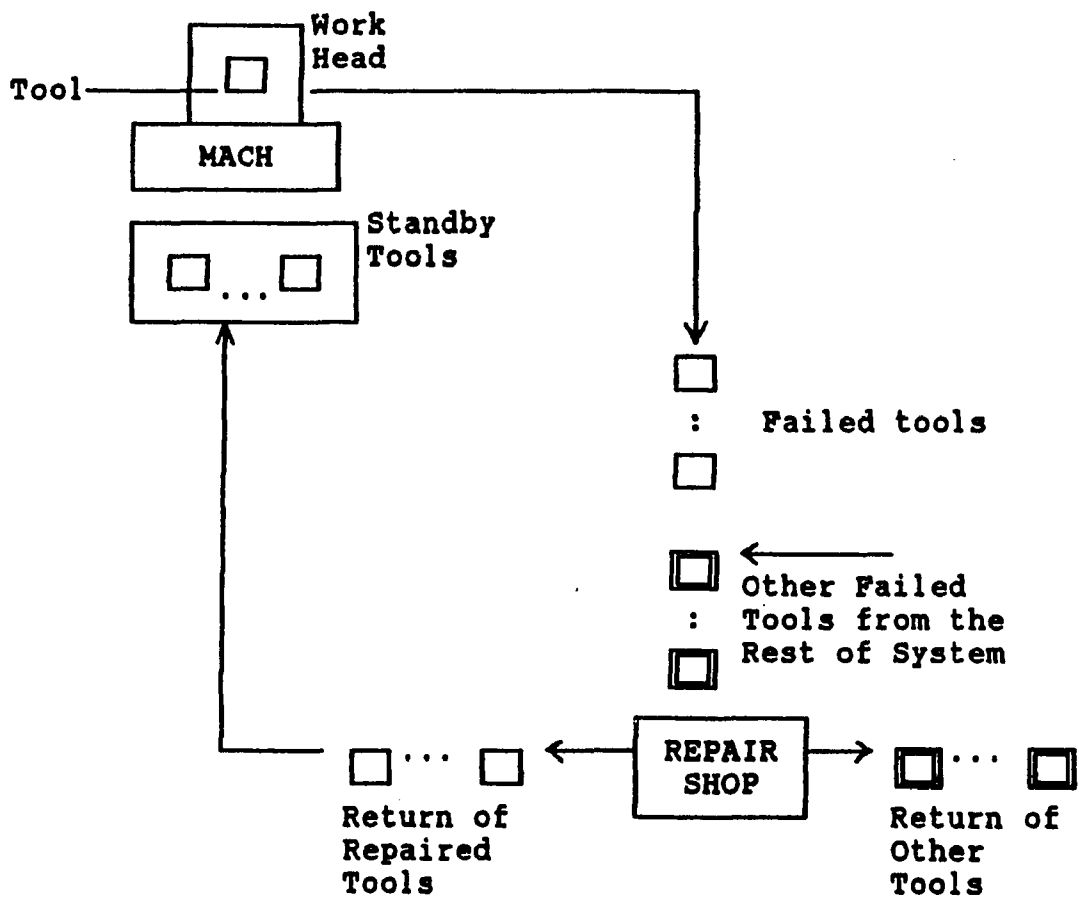 Work
Head
Tool
MACH
Standby
Tools
...
: Failed tools
Other Failed
: Tools from the
Rest of System
REPAIR
SHOP
...
...
Return of
Repaired
Tools
Return of
Other
Tools